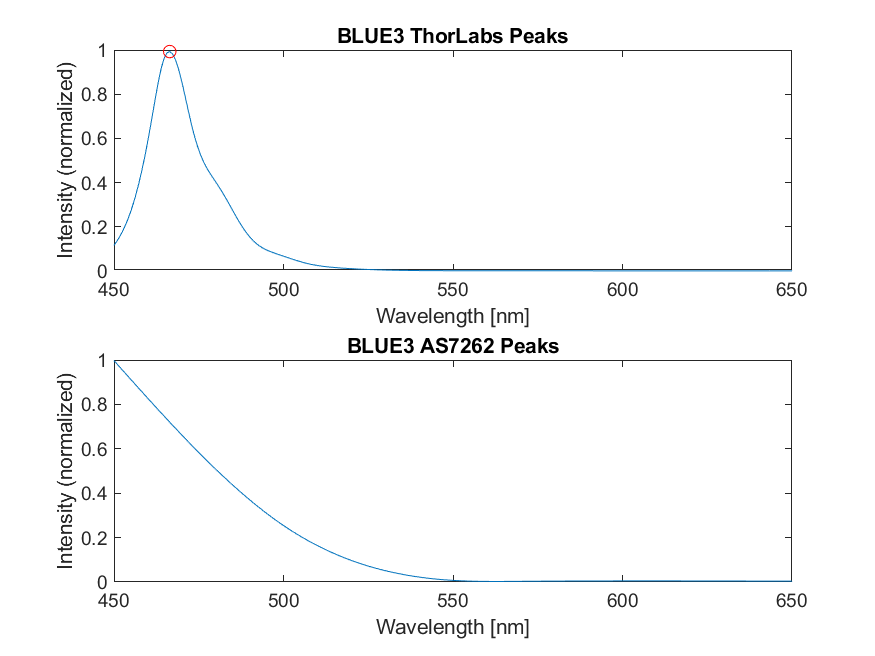 BLUE3 ThorLabs Peaks
Intensity (normalized)
1
0.8
0.6
0.4
0.2
0
450 500 550 600 650
Wavelength [nm]
BLUE3 AS7262 Peaks
Intensity (normalized)
1
0.8
0.6
0.4
0.2
0
450 500 550 600 650
Wavelength [nm]